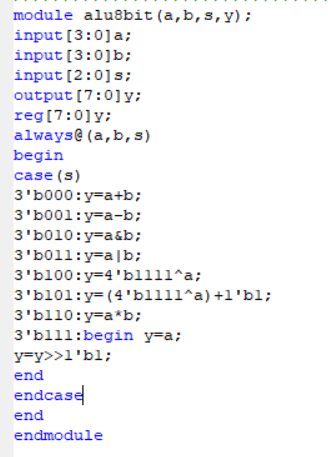 module alu8bit(a,b,s,y);
input[3:0]a;
input[3:0]b;
input[2:0]s;
output[7:0]y;
reg[7:0]y;
always@(a,b,s)
begin
case(s)
3'b000:y=a+b;
3'b001:y=a-b;
3'b010:y=a&b;
3'b011:y=a|b;
3'b100:y=4'b1111^a;
3'b101:y=(4'b1111^a)+1'b1;
3'b110:y=a*b;
3'b111:begin y=a;
y=y>>1'b1;
end
endcase
end
endmodule